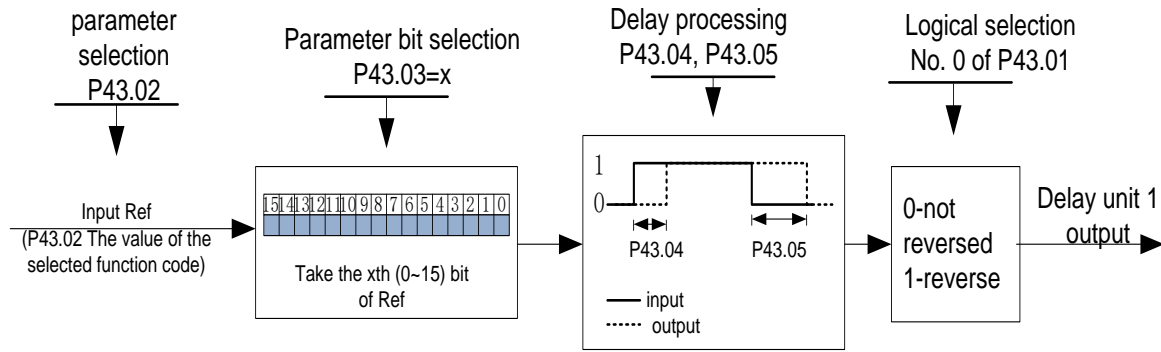 parameter
selection
P43.02
Parameter bit selection
P43.03=x
Delay processing
P43.04, P43.05
Logical selection
No. 0 of P43.01
Input Ref
(P43.02 The value of the
selected function code)
15 14 13 12 11 10 9 8 7 6 5 4 3 2 1 0
Take the xth (0~15) bit
of Ref
1
0
P43.04 P43.05
input
output
0-not
reversed
1-reverse
Delay unit 1
output